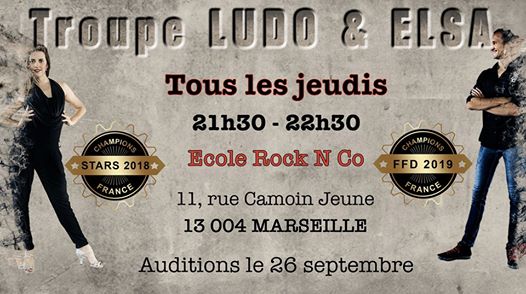 Troupe LUDO & ELSA
Tous les jeudis
21h30 - 22h30
Ecole Rock N Co
CHAMPIONS
STARS 2018
FRANCE
CHAMPIONS
FFD 2019
FRANCE
11, rue Camoin Jeune
13 004 MARSEILLE
Auditions le 26 septembre